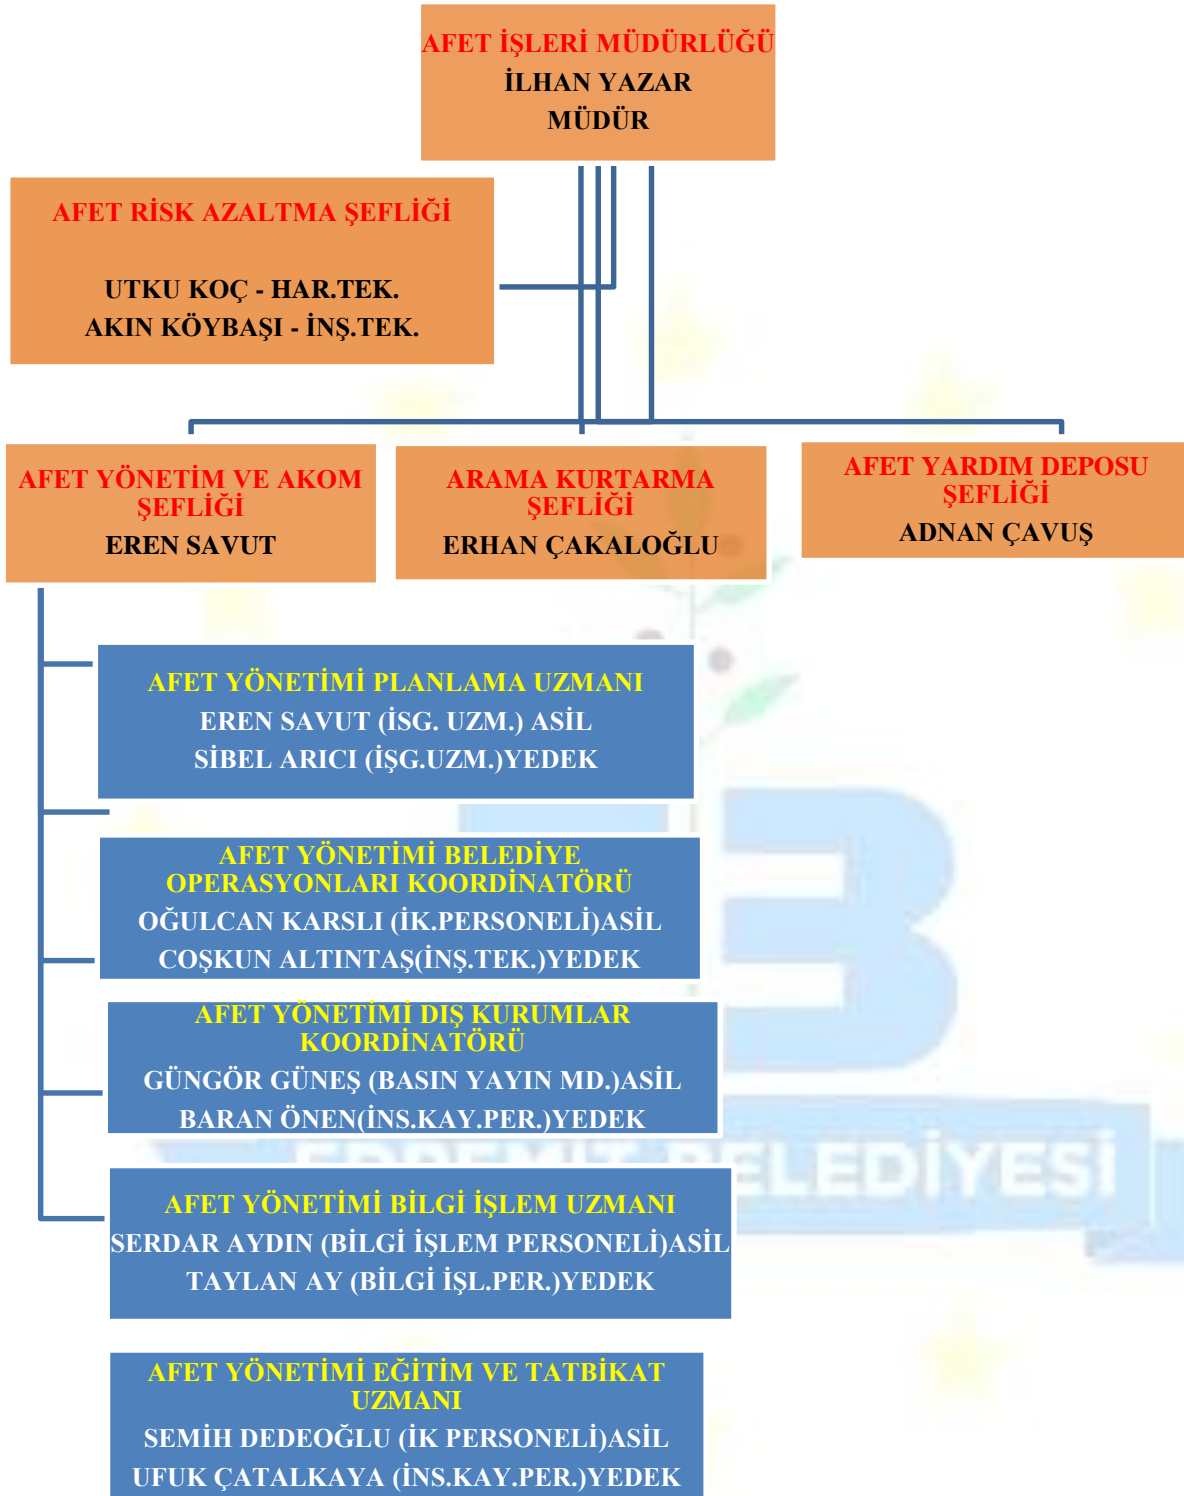 AFET İŞLERİ MÜDÜRLÜĞÜ
İLHAN YAZAR
MÜDÜR
AFET RİSK AZALTMA ŞEFLİĞİ
UTKU KOÇ - HAR.TEK.
AKIN KÖYBAŞI - İNŞ.TEK.
AFET YÖNETİM VE AKOM
ŞEFLİĞİ
EREN SAVUT
ARAMA KURTARMA
ŞEFLİĞİ
ERHAN ÇAKALOĞLU
AFET YARDIM DEPOSU
ŞEFLİĞİ
ADNAN ÇAVUŞ
AFET YÖNETİMİ PLANLAMA UZMANI
EREN SAVUT (İSG. UZM.) ASİL
SİBEL ARICI (İŞG.UZM.)YEDEK
AFET YÖNETİMİ BELEDİYE
OPERASYONLARI KOORDİNATÖRÜ
OĞULCAN KARSLI (İK.PERSONELİ)ASİL
COŞKUN ALTINTAŞ(İNŞ.TEK.)YEDEK
AFET YÖNETİMİ DIŞ KURUMLAR
KOORDİNATÖRÜ
GÜNGÖR GÜNEŞ (BASIN YAYIN MD.)ASİL
BARAN ÖNEN(İNS.KAY.PER.)YEDEK
EDREMİT BELEDİYESİ
AFET YÖNETİMİ BİLGİ İŞLEM UZMANI
SERDAR AYDIN (BİLGİ İŞLEM PERSONELİ)ASİL
TAYLAN AY (BİLGİ İŞL.PER.)YEDEK
AFET YÖNETİMİ EĞİTİM VE TATBİKAT
UZMANI
SEMİH DEDEOĞLU (İK PERSONELİ)ASİL
UFUK ÇATALKAYA (İNS.KAY.PER.)YEDEK